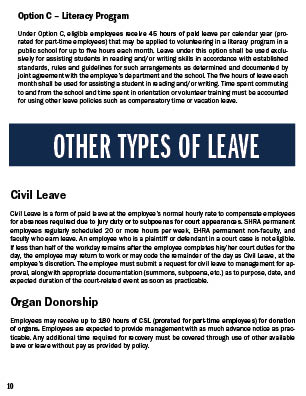 Option C – Literacy Program
Under Option C, eligible employees receive 45 hours of paid leave per calendar year (pro-
rated for part-time employees) that may be applied to volunteering in a literacy program in a
public school for up to five hours each month. Leave under this option shall be used exclu-
sively for assisting students in reading and/or writing skills in accordance with established
standards, rules and guidelines for such arrangements as determined and documented by
joint agreement with the employee's department and the school. The five hours of leave each
month shall be used for assisting a student in reading and/or writing. Time spent commuting
to and from the school and time spent in orientation or volunteer training must be accounted
for using other leave policies such as compensatory time or vacation leave.
OTHER TYPES OF LEAVE
Civil Leave
Civil Leave is a form of paid leave at the employee's normal hourly rate to compensate employees
for absences required due to jury duty or to subpoenas for court appearances. SHRA permanent
employees regularly scheduled 20 or more hours per week, EHRA permanent non-faculty, and
faculty who earn leave. An employee who is a plaintiff or defendant in a court case is not eligible.
If less than half of the workday remains after the employee completes his/her court duties for the
day, the employee may return to work or may code the remainder of the day as Civil Leave, at the
employee's discretion. The employee must submit a request for civil leave to management for ap-
proval, along with appropriate documentation (summons, subpoena, etc.) as to purpose, date, and
expected duration of the court-related event as soon as practicable.
Organ Donorship
Employees may receive up to 180 hours of CSL (prorated for part-time employees) for donation
of organs. Employees are expected to provide management with as much advance notice as prac-
ticable. Any additional time required for recovery must be covered through use of other available
leave or leave without pay as provided by policy.
10